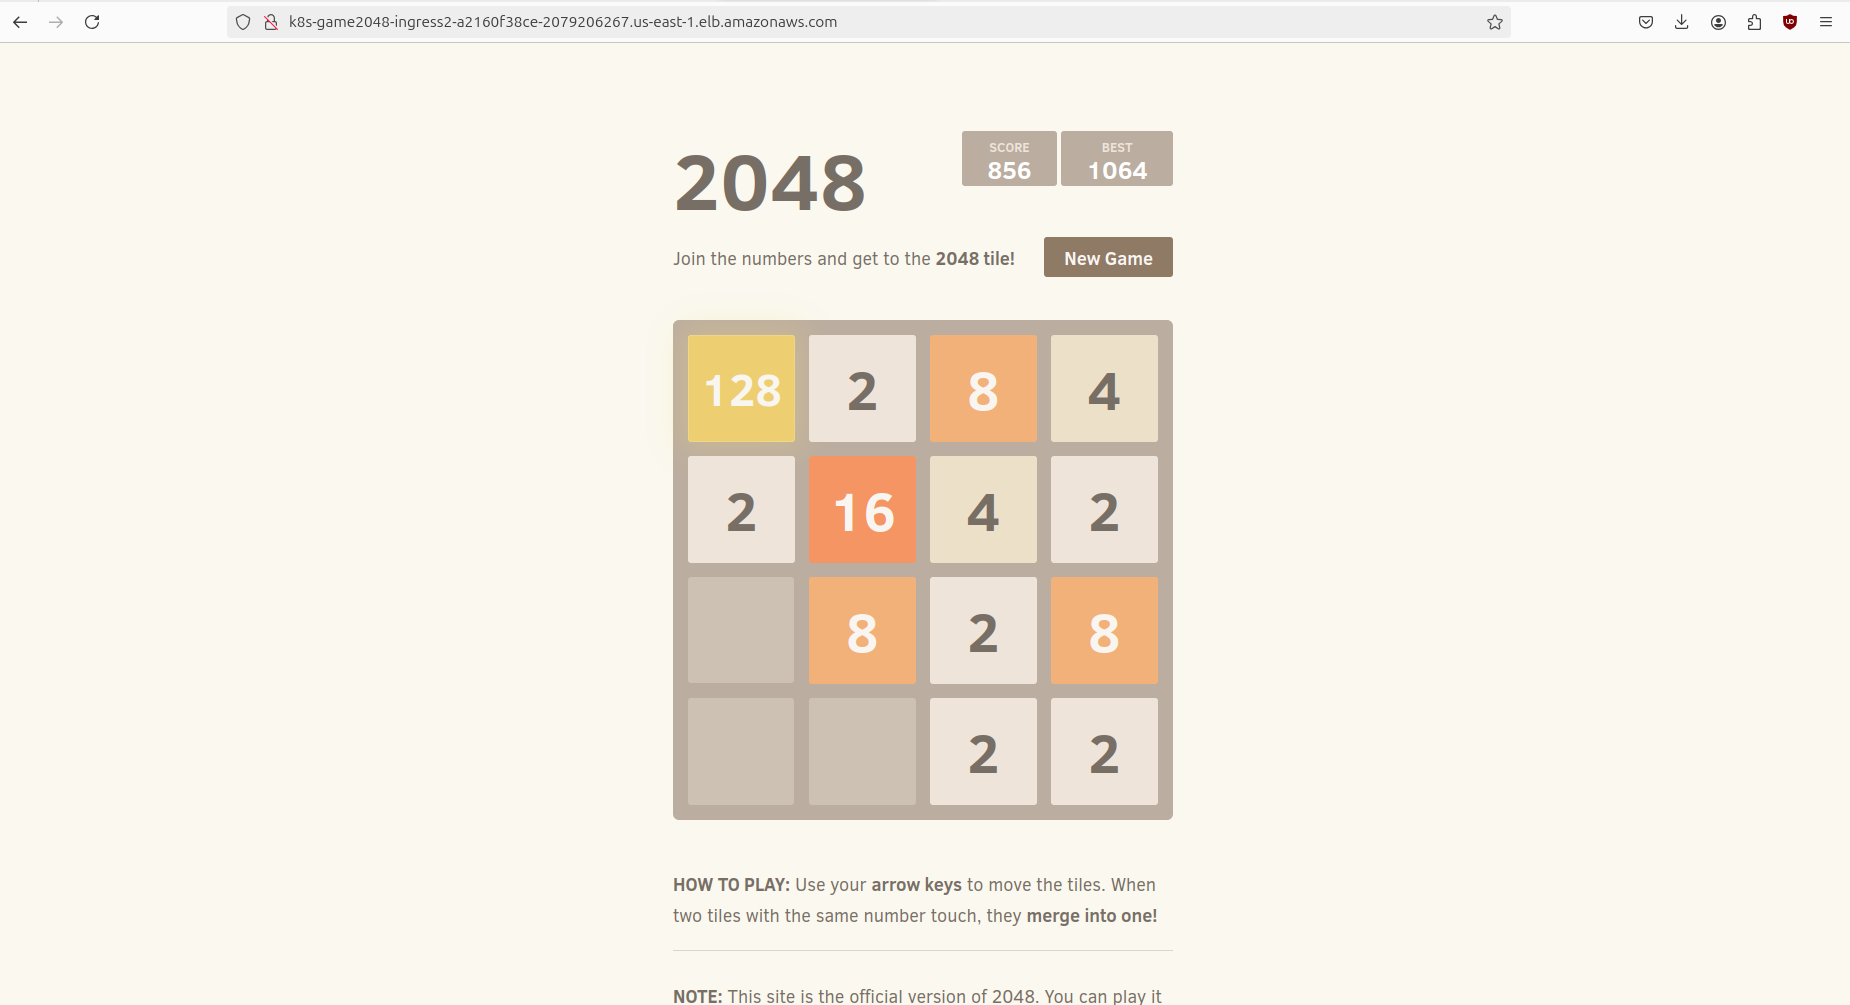 k8s-game2048-ingress2-a2160f38ce-2079206267.us-east-1.elb.amazonaws.com
2048
SCORE
856
BEST
1064
Join the numbers and get to the 2048 tile!
New Game
128 2 8 4
2 16 4 2
8 2 8
2 2
HOW TO PLAY: Use your arrow keys to move the tiles. When
two tiles with the same number touch, they merge into one!
NOTE: This site is the official version of 2048. You can play it